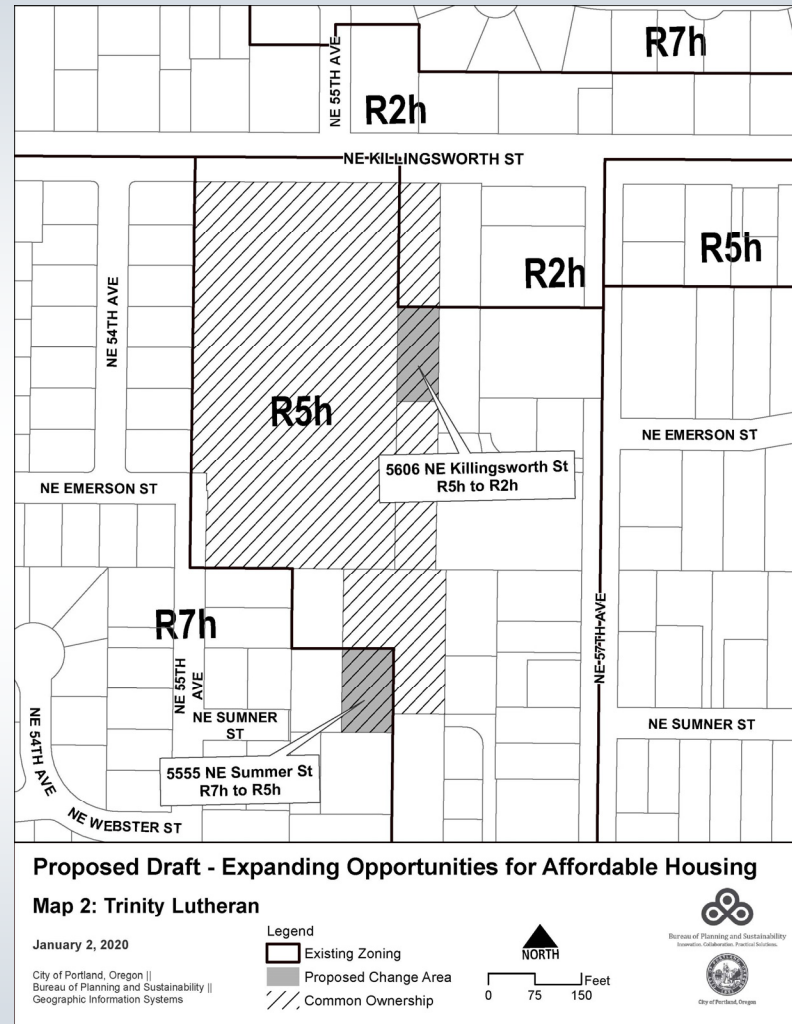 R7h
NE 55TH AVE
R2h
NE KILLINGSWORTH ST
R5h
R2h
NE 54TH AVE
R5h
NE EMERSON ST
5606 NE Killingsworth St
R5h to R2h
NE EMERSON ST
R7h
NE 57TH AVE
NE 55TH
AVE
NE SUMNER
ST
NE SUMNER ST
NE 54TH AVE
5555 NE Summer St
R7h to R5h
NE WEBSTER ST
Proposed Draft - Expanding Opportunities for Affordable Housing
Map 2: Trinity Lutheran
January 2, 2020
City of Portland, Oregon ||
Bureau of Planning and Sustainability ||
Geographic Information Systems
Legend
Existing Zoning
Proposed Change Area
Common Ownership
NORTH
Feet
0 75 150
Bureau of Planning and Sustainability
Innovation. Collaboration. Practical Solutions.
City of Portland, Oregon